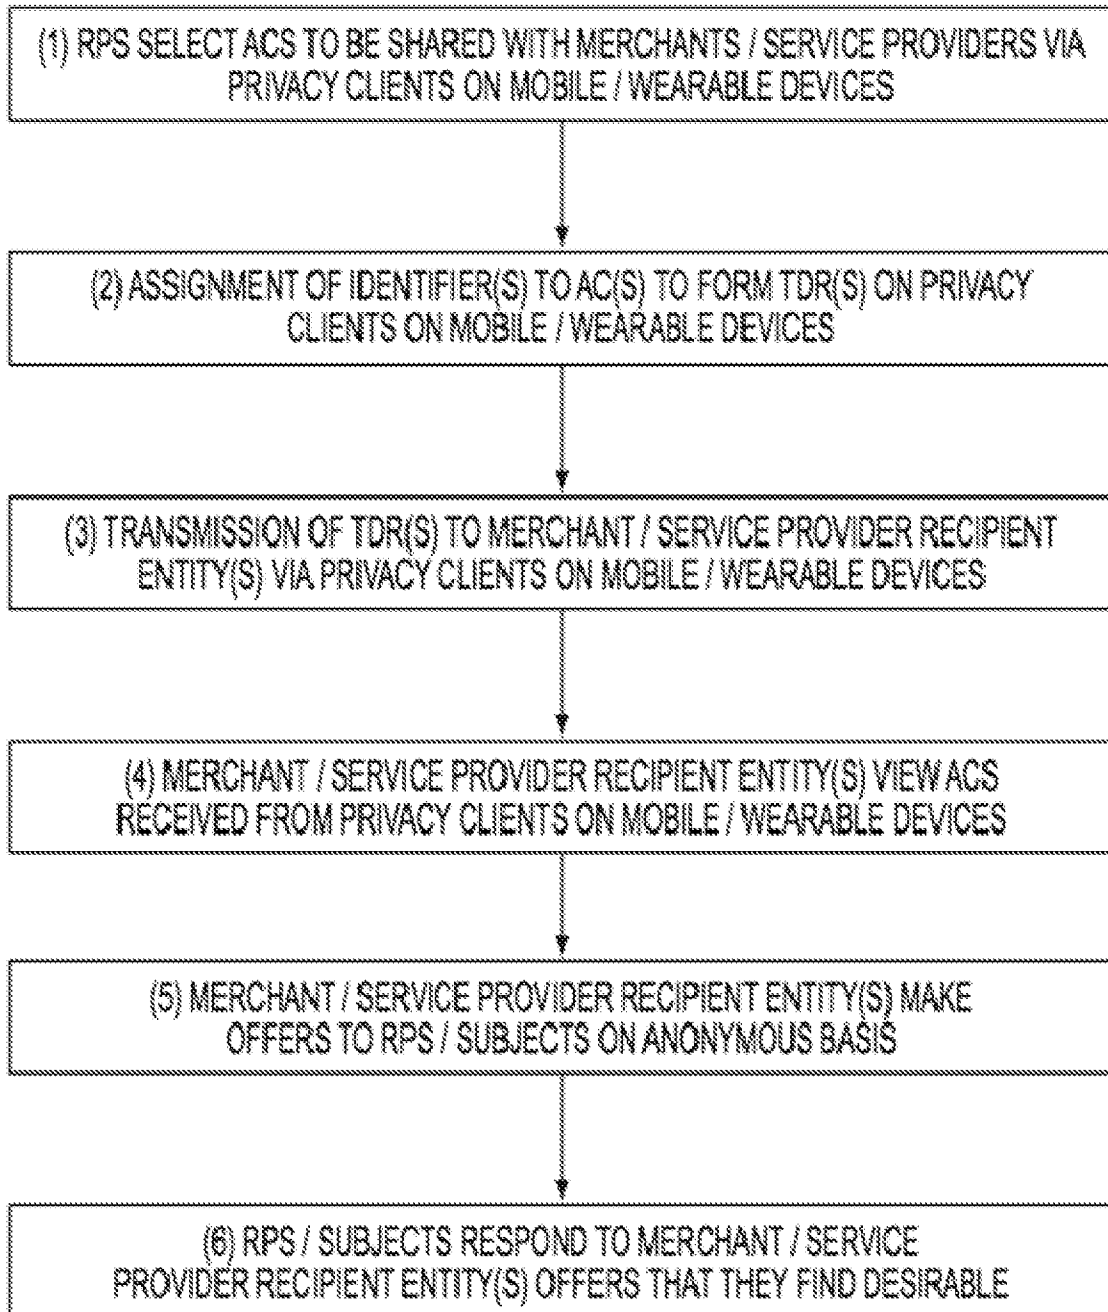 (1) RPS SELECT ACS TO BE SHARED WITH MERCHANTS / SERVICE PROVIDERS VIA
PRIVACY CLIENTS ON MOBILE / WEARABLE DEVICES
(2) ASSIGNMENT OF IDENTIFIER(S) TO AC(S) TO FORM TDR(S) ON PRIVACY
CLIENTS ON MOBILE / WEARABLE DEVICES
(3) TRANSMISSION OF TDR(S) TO MERCHANT / SERVICE PROVIDER RECIPIENT
ENTITY(S) VIA PRIVACY CLIENTS ON MOBILE / WEARABLE DEVICES
(4) MERCHANT / SERVICE PROVIDER RECIPIENT ENTITY(S) VIEW ACS
RECEIVED FROM PRIVACY CLIENTS ON MOBILE / WEARABLE DEVICES
(5) MERCHANT / SERVICE PROVIDER RECIPIENT ENTITY(S) MAKE
OFFERS TO RPS / SUBJECTS ON ANONYMOUS BASIS
(6) RPS / SUBJECTS RESPOND TO MERCHANT / SERVICE
PROVIDER RECIPIENT ENTITY(S) OFFERS THAT THEY FIND DESIRABLE